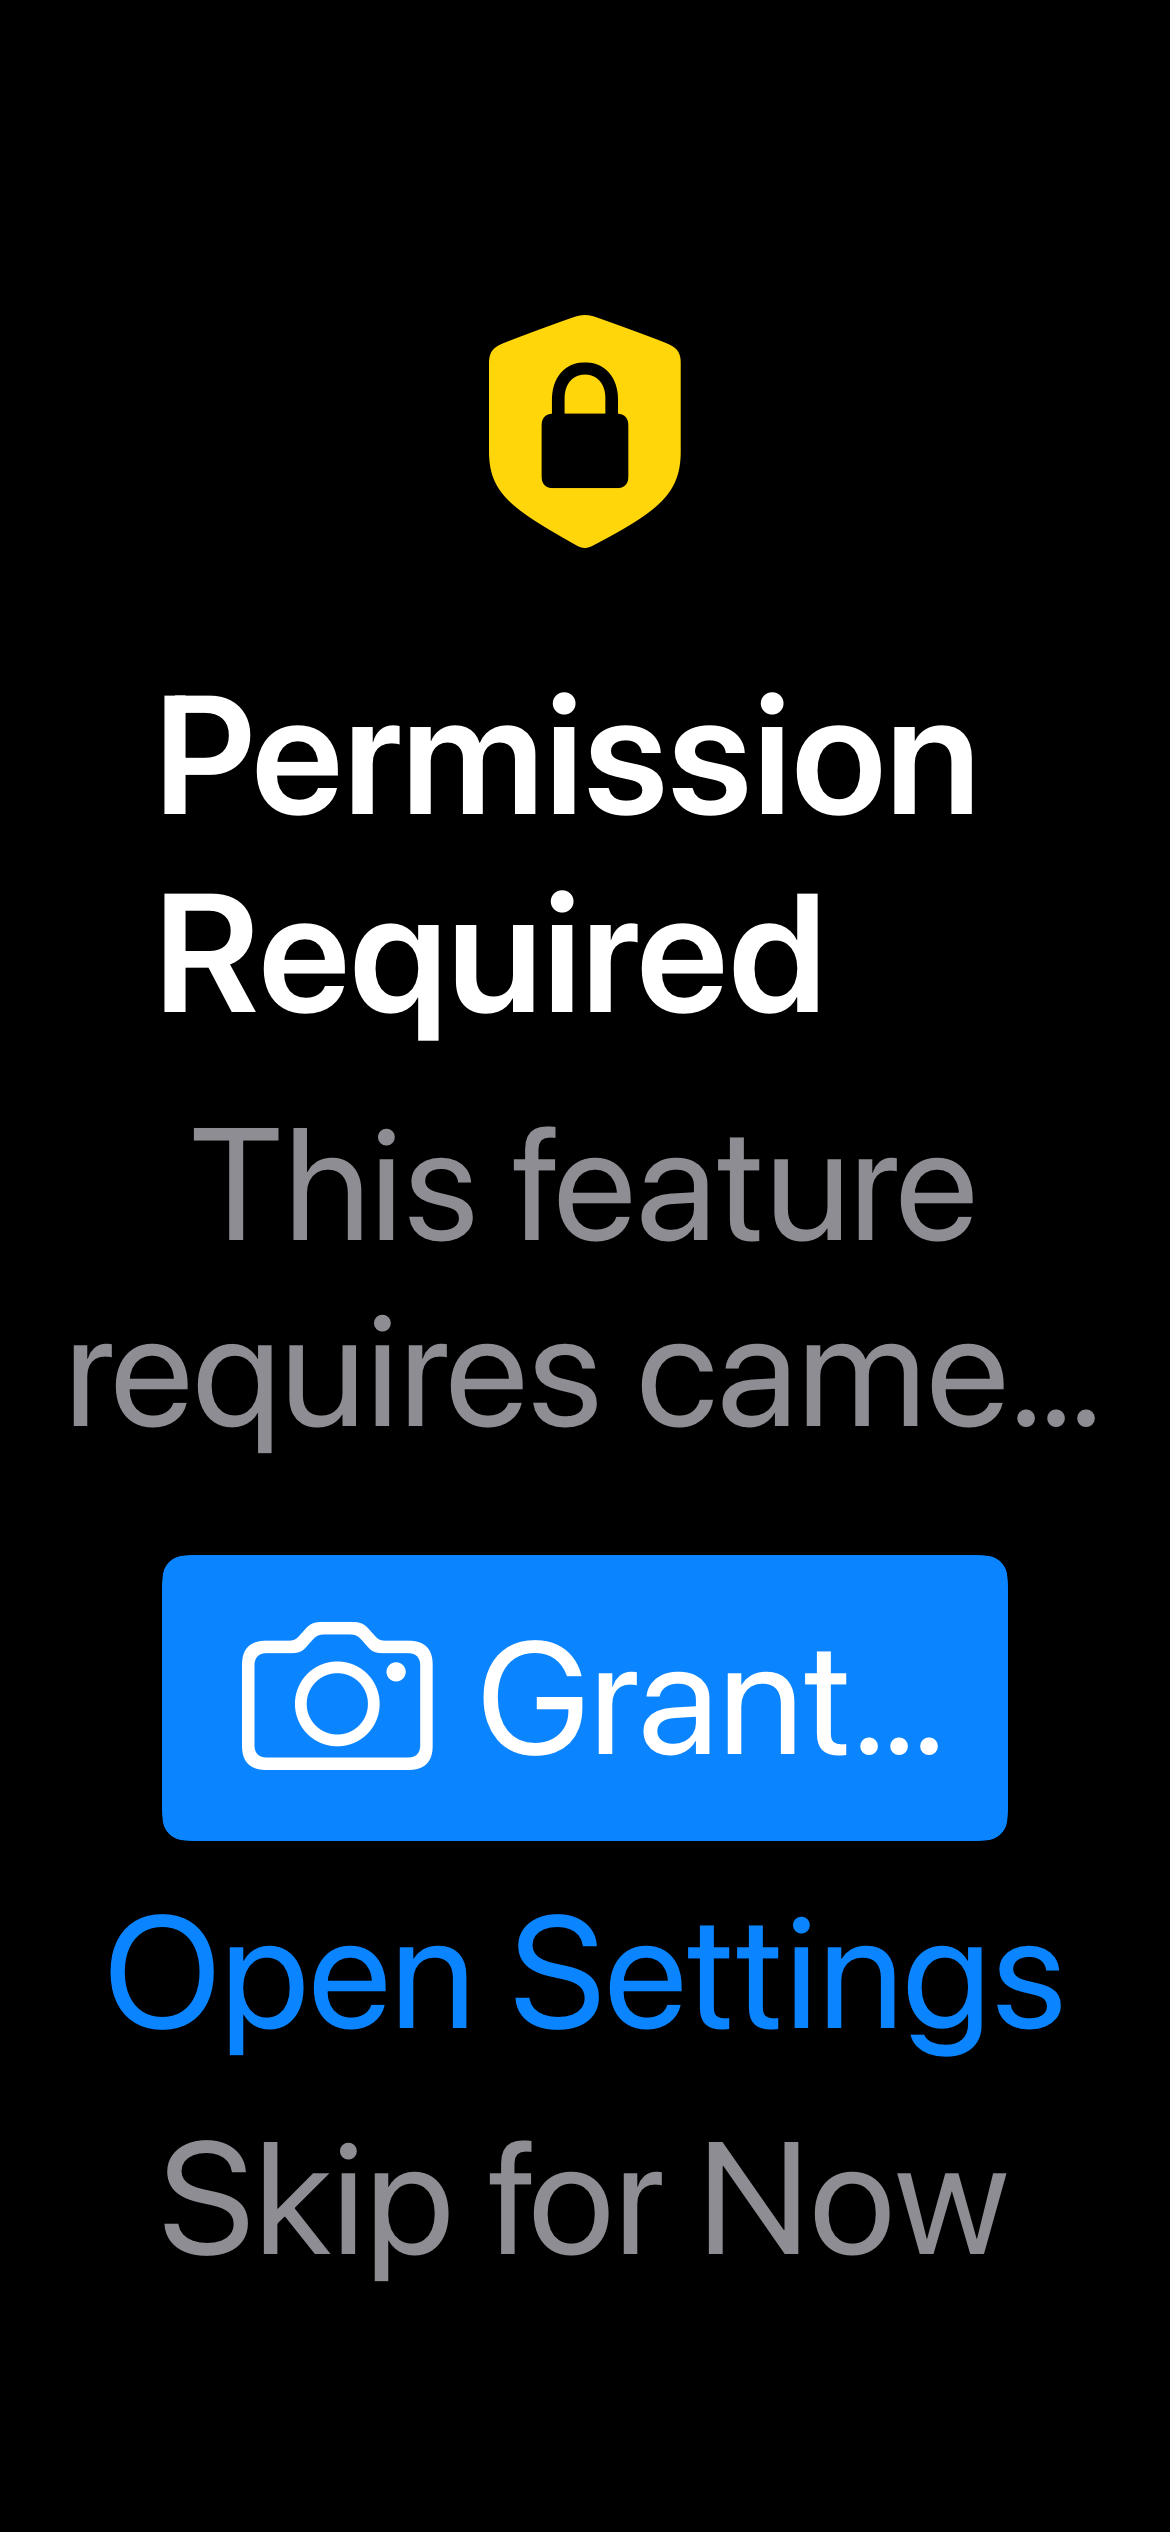 Permission
Required
This feature
requires came…
Grant…
Open Settings
Skip for Now